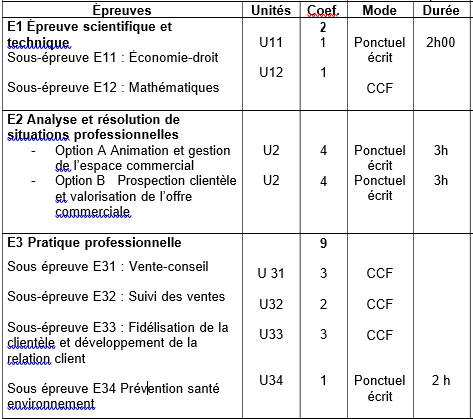 Épreuves Unités Coef. Mode Durée
E1 Épreuve scientifique et 2
technique U11 1 Ponctuel 2h00
Sous-épreuve E11 : Économie-droit écrit
U12 1
Sous-épreuve E12 : Mathématiques CCF
E2 Analyse et résolution de
situations professionnelles
- Option A Animation et gestion U2 4 Ponctuel 3h
de l'espace commercial écrit
- Option B Prospection clientèle U2 4 Ponctuel 3h
et valorisation de l'offre écrit
commerciale
E3 Pratique professionnelle 9
Sous épreuve E31 : Vente-conseil U 31 3 CCF
Sous-épreuve E32 : Suivi des ventes U32 2 CCF
Sous-épreuve E33 : Fidélisation de la U33 3 CCF
clientèle et développement de la
relation client
Sous épreuve E34 Prévention santé U34 1 Ponctuel 2 h
environnement écrit